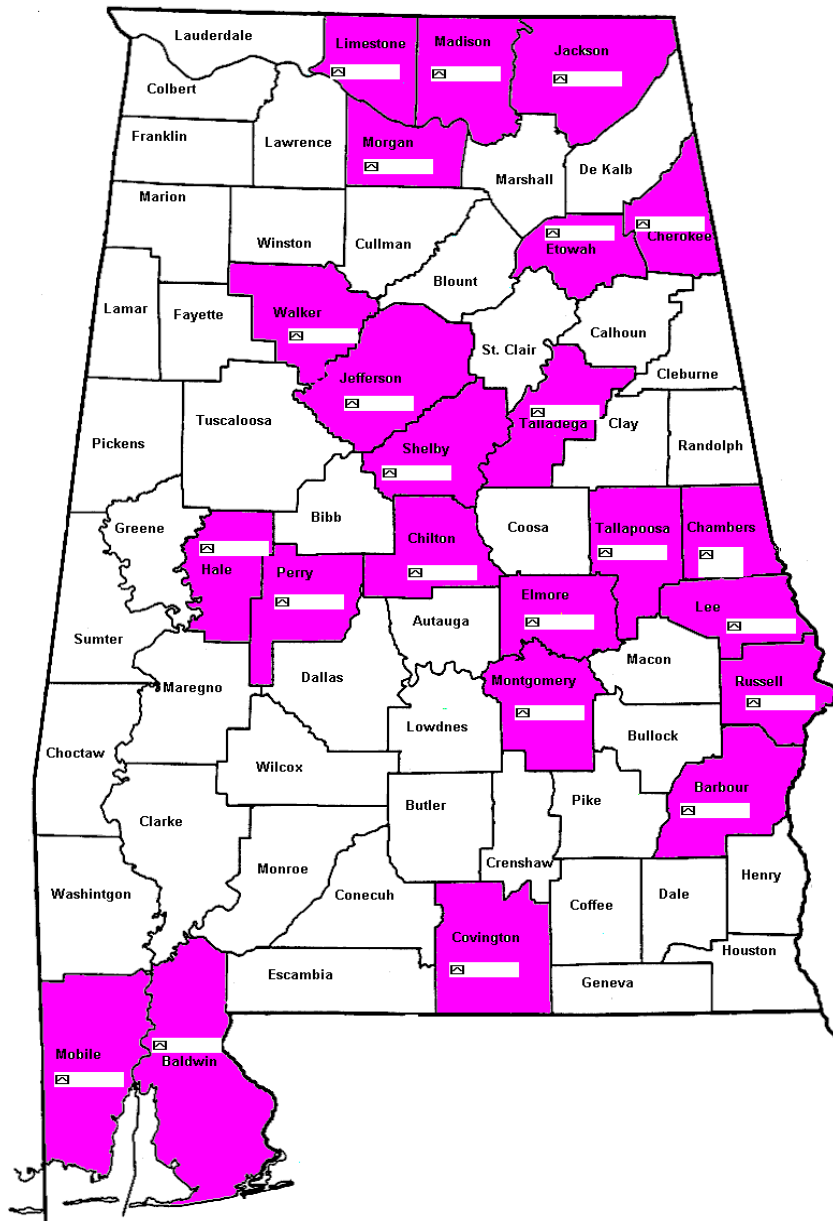 Lauderdale
Limestone
Madison
Jackson
Colbert
Franklin
Lawrence
Morgan
Marshall
De Kalb
Marion
Winston
Cullman
Etowah
Cherokee
Blount
Lamar
Fayette
Walker
St. Clair
Calhoun
Cleburne
Jefferson
Tuscaloosa
Talladega
Clay
Randolph
Pickens
Shelby
Greene
Bibb
Chilton
Coosa
Tallapoosa
Chambers
Hale
Perry
Elmore
Lee
Sumter
Autauga
Macon
Maregno
Dallas
Montgomery
Russell
Choctaw
Lowdnes
Bullock
Wilcox
Barbour
Clarke
Butler
Pike
Monroe
Crenshaw
Washintgon
Conecuh
Coffee
Dale
Henry
Covington
Houston
Escambia
Geneva
Mobile
Baldwin